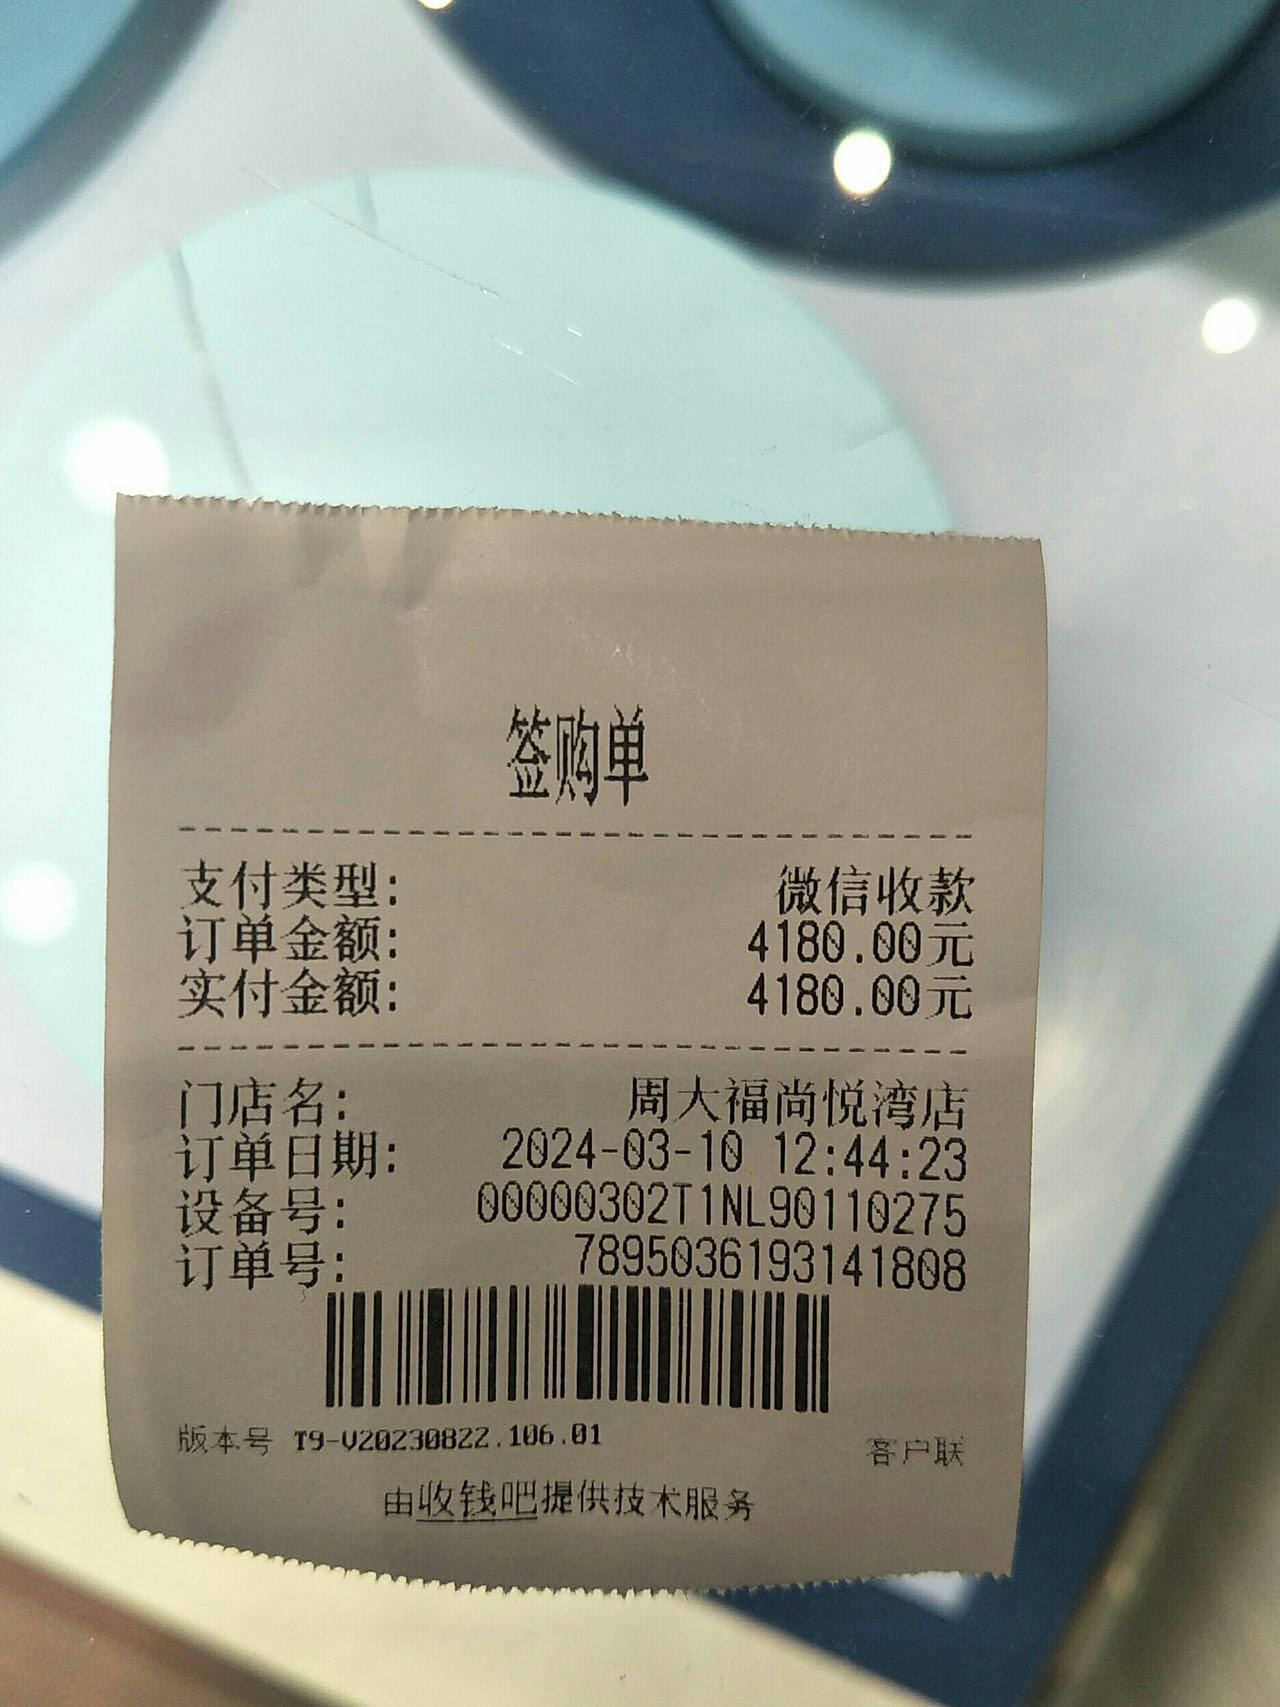 签购单
支付类型: 微信收款
订单金额: 4180.00元
实付金额: 4180.00元
门店名: 周大福尚悦湾店
订单日期: 2024-03-10 12:44:23
设备号: 00000302T1NL90110275
订单号: 7895036193141808
版本号 T9-V20230822.106.01 客户联
由收钱吧提供技术服务